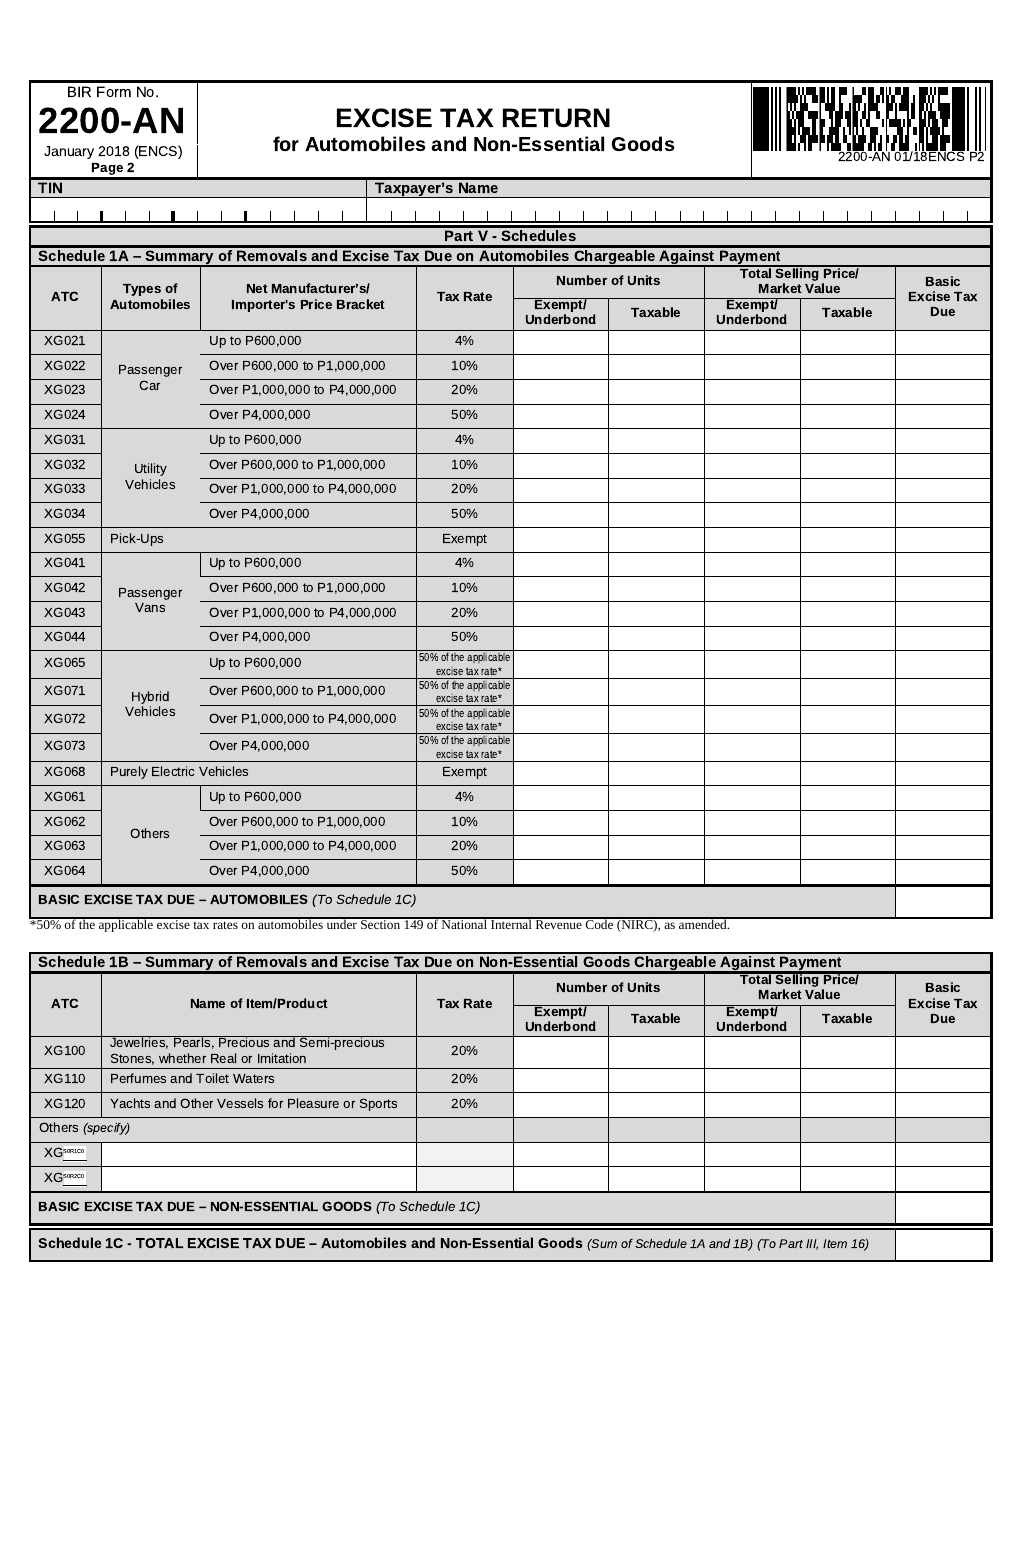 BIR Form No.
2200-AN
January 2018 (ENCS)
Page 2
EXCISE TAX RETURN
for Automobiles and Non-Essential Goods
2200-AN 01/18ENCS P2
TIN Taxpayer's Name
Part V - Schedules
Schedule 1A – Summary of Removals and Excise Tax Due on Automobiles Chargeable Against Payment
ATC
Types of
Automobiles
Net Manufacturer's/
Importer's Price Bracket
Tax Rate
Number of Units
Exempt/
Underbond
Taxable
Total Selling Price/
Market Value
Exempt/
Underbond
Taxable
Basic
Excise Tax
Due
Passenger
Car
XG021 Up to P600,000 4%
XG022 Over P600,000 to P1,000,000 10%
XG023 Over P1,000,000 to P4,000,000 20%
XG024 Over P4,000,000 50%
Utility
Vehicles
XG031 Up to P600,000 4%
XG032 Over P600,000 to P1,000,000 10%
XG033 Over P1,000,000 to P4,000,000 20%
XG034 Over P4,000,000 50%
XG055 Pick-Ups Exempt
Passenger
Vans
XG041 Up to P600,000 4%
XG042 Over P600,000 to P1,000,000 10%
XG043 Over P1,000,000 to P4,000,000 20%
XG044 Over P4,000,000 50%
Hybrid
Vehicles
XG065 Up to P600,000 50% of the applicable
excise tax rate*
XG071 Over P600,000 to P1,000,000 50% of the applicable
excise tax rate*
XG072 Over P1,000,000 to P4,000,000 50% of the applicable
excise tax rate*
XG073 Over P4,000,000 50% of the applicable
excise tax rate*
XG068 Purely Electric Vehicles Exempt
Others
XG061 Up to P600,000 4%
XG062 Over P600,000 to P1,000,000 10%
XG063 Over P1,000,000 to P4,000,000 20%
XG064 Over P4,000,000 50%
BASIC EXCISE TAX DUE – AUTOMOBILES (To Schedule 1C)
*50% of the applicable excise tax rates on automobiles under Section 149 of National Internal Revenue Code (NIRC), as amended.
Schedule 1B – Summary of Removals and Excise Tax Due on Non-Essential Goods Chargeable Against Payment
ATC
Name of Item/Product
Tax Rate
Number of Units
Exempt/
Underbond
Taxable
Total Selling Price/
Market Value
Exempt/
Underbond
Taxable
Basic
Excise Tax
Due
XG100 Jewelries, Pearls, Precious and Semi-precious
Stones, whether Real or Imitation 20%
XG110 Perfumes and Toilet Waters 20%
XG120 Yachts and Other Vessels for Pleasure or Sports 20%
Others (specify)
XG
XG
BASIC EXCISE TAX DUE – NON-ESSENTIAL GOODS (To Schedule 1C)
Schedule 1C - TOTAL EXCISE TAX DUE – Automobiles and Non-Essential Goods (Sum of Schedule 1A and 1B) (To Part III, Item 16)